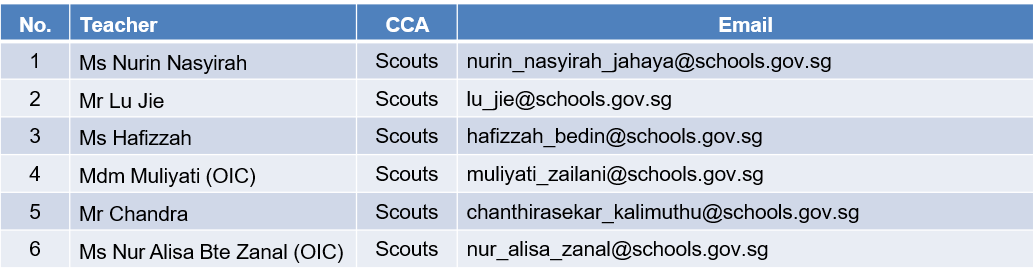 No. Teacher CCA Email
1 Ms Nurin Nasyirah Scouts nurin_nasyirah_jahaya@schools.gov.sg
2 Mr Lu Jie Scouts lu_jie@schools.gov.sg
3 Ms Hafizzah Scouts hafizzah_bedin@schools.gov.sg
4 Mdm Muliyati (OIC) Scouts muliyati_zailani@schools.gov.sg
5 Mr Chandra Scouts chanthirasekar_kalimuthu@schools.gov.sg
6 Ms Nur Alisa Bte Zanal (OIC) Scouts nur_alisa_zanal@schools.gov.sg